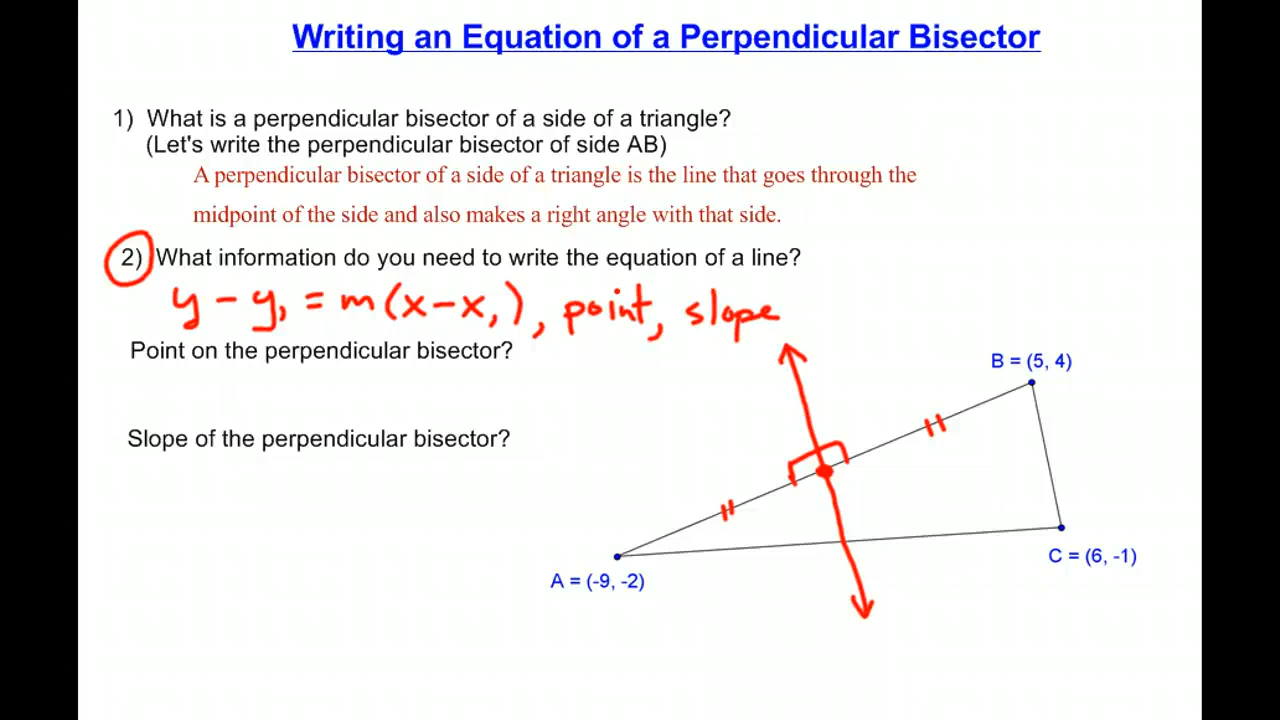 Writing an Equation of a Perpendicular Bisector
1) What is a perpendicular bisector of a side of a triangle?
(Let's write the perpendicular bisector of side AB)
A perpendicular bisector of a side of a triangle is the line that goes through the
midpoint of the side and also makes a right angle with that side.
2) What information do you need to write the equation of a line?
y - y₁ = m(x - x₁), point, slope
Point on the perpendicular bisector?
B = (5, 4)
Slope of the perpendicular bisector?
C = (6, -1)
A = (-9, -2)